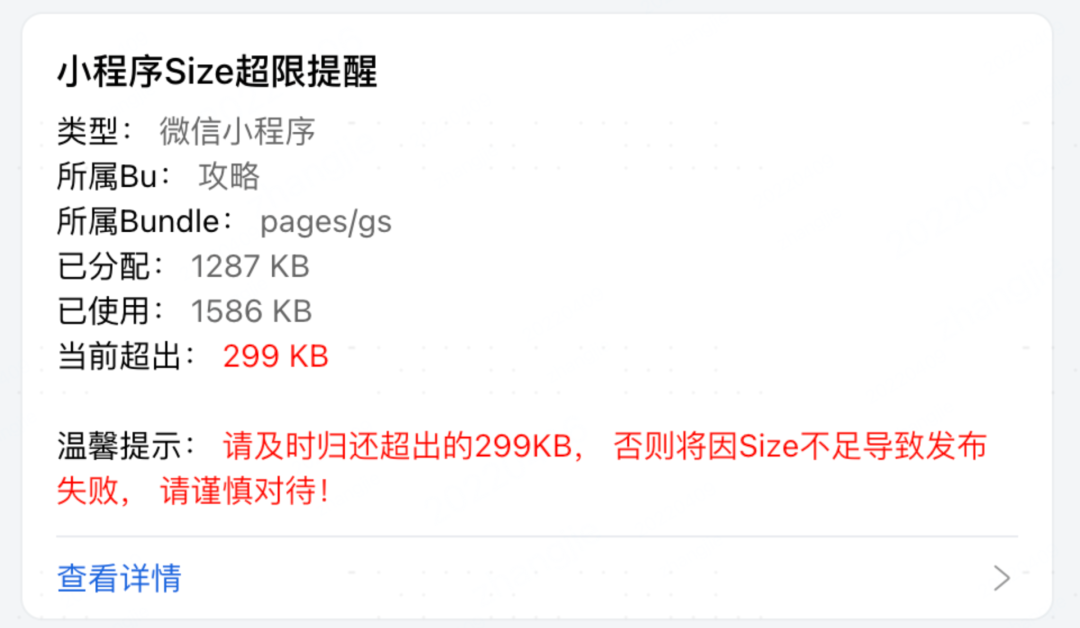 小程序Size超限提醒
类型： 微信小程序
所属Bu： 攻略
所属Bundle： pages/gs
已分配： 1287 KB
已使用： 1586 KB
当前超出： 299 KB
温馨提示： 请及时归还超出的299KB， 否则将因Size不足导致发布
失败， 请谨慎对待！
查看详情